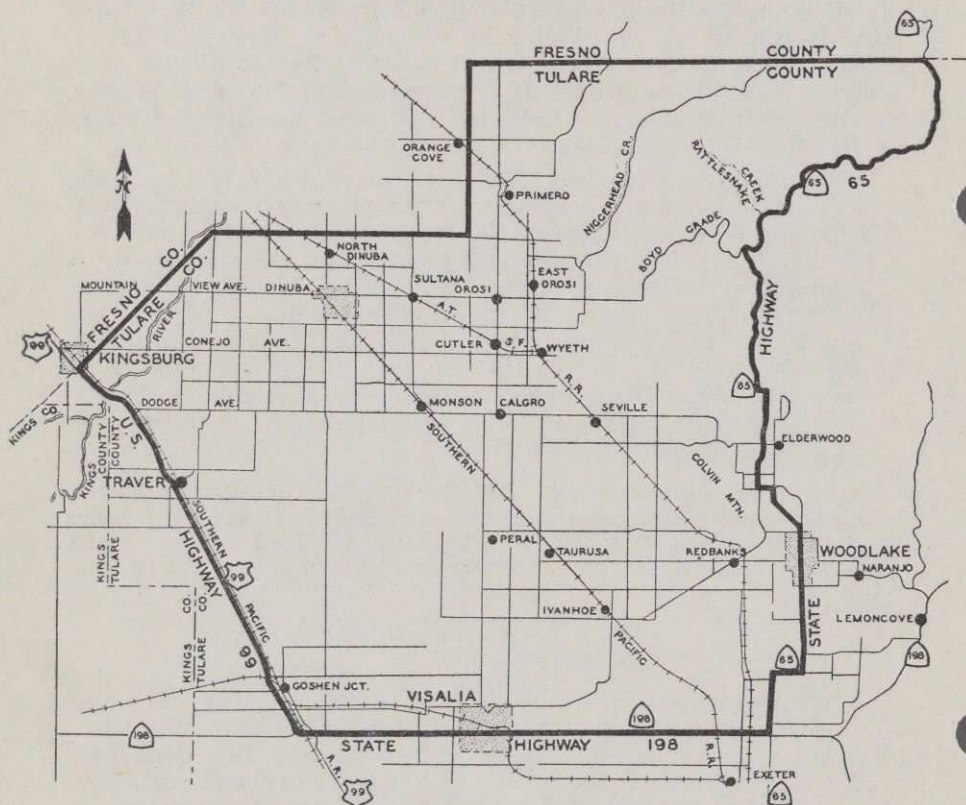 65
FRESNO COUNTY
TULARE COUNTY
ORANGE COVE
NIGGERHEAD CR.
RATTLESNAKE CREEK
65
65
PRIMERO
N
BOYD GRADE
FRESNO CO.
TULARE CO.
RIVER
NORTH DINUBA
EAST OROSI
MOUNTAIN VIEW AVE.
DINUBA
SULTANA
OROSI
A.T. S.F. R.R.
HIGHWAY
99
KINGSBURG
CONEJO AVE.
CUTLER
WYETH
65
DODGE AVE.
MONSON
CALGRO
SEVILLE
KINGS CO.
U.S.
KINGS COUNTY
COUNTY
ELDERWOOD
COLVIN MTN.
SOUTHERN
TRAVER
SOUTHERN
HIGHWAY
PERAL
TAURUSA
REDBANKS
WOODLAKE
NARANJO
KINGS
TULARE
99
IVANHOE
LEMONCOVE
CO.
CO.
PACIFIC
PACIFIC
STATE
KINGS
TULARE
99
65
198
GOSHEN JCT.
VISALIA
198
198
STATE HIGHWAY 198
R.R.
R.R.
99
EXETER
65